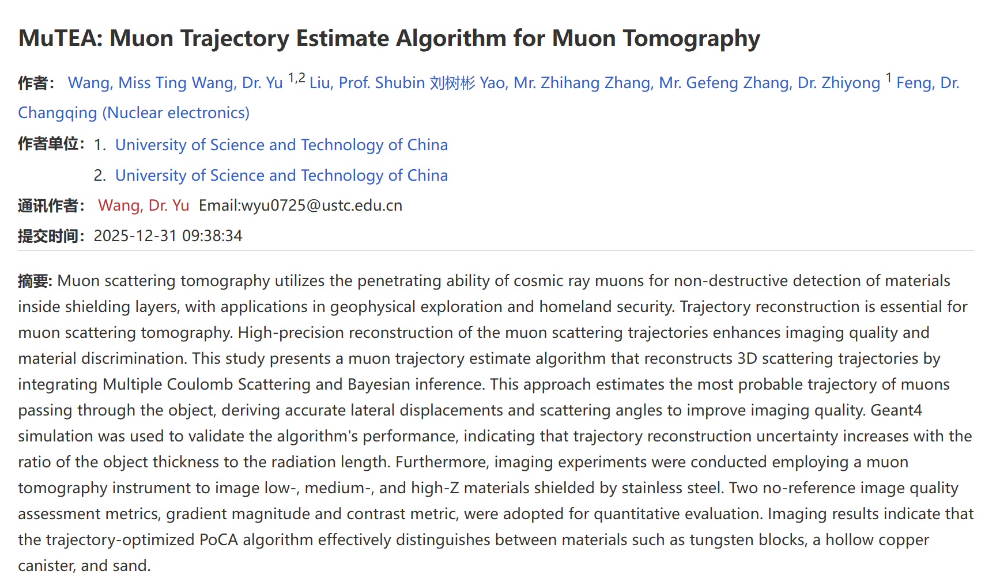 MuTEA: Muon Trajectory Estimate Algorithm for Muon Tomography
作者： Wang, Miss Ting Wang, Dr. Yu 1,2 Liu, Prof. Shubin 刘树彬 Yao, Mr. Zhihang Zhang, Mr. Gefeng Zhang, Dr. Zhiyong 1 Feng, Dr.
Changqing (Nuclear electronics)
作者单位： 1. University of Science and Technology of China
2. University of Science and Technology of China
通讯作者： Wang, Dr. Yu Email:wyu0725@ustc.edu.cn
提交时间： 2025-12-31 09:38:34
摘要: Muon scattering tomography utilizes the penetrating ability of cosmic ray muons for non-destructive detection of materials
inside shielding layers, with applications in geophysical exploration and homeland security. Trajectory reconstruction is essential for
muon scattering tomography. High-precision reconstruction of the muon scattering trajectories enhances imaging quality and
material discrimination. This study presents a muon trajectory estimate algorithm that reconstructs 3D scattering trajectories by
integrating Multiple Coulomb Scattering and Bayesian inference. This approach estimates the most probable trajectory of muons
passing through the object, deriving accurate lateral displacements and scattering angles to improve imaging quality. Geant4
simulation was used to validate the algorithm's performance, indicating that trajectory reconstruction uncertainty increases with the
ratio of the object thickness to the radiation length. Furthermore, imaging experiments were conducted employing a muon
tomography instrument to image low-, medium-, and high-Z materials shielded by stainless steel. Two no-reference image quality
assessment metrics, gradient magnitude and contrast metric, were adopted for quantitative evaluation. Imaging results indicate that
the trajectory-optimized PoCA algorithm effectively distinguishes between materials such as tungsten blocks, a hollow copper
canister, and sand.